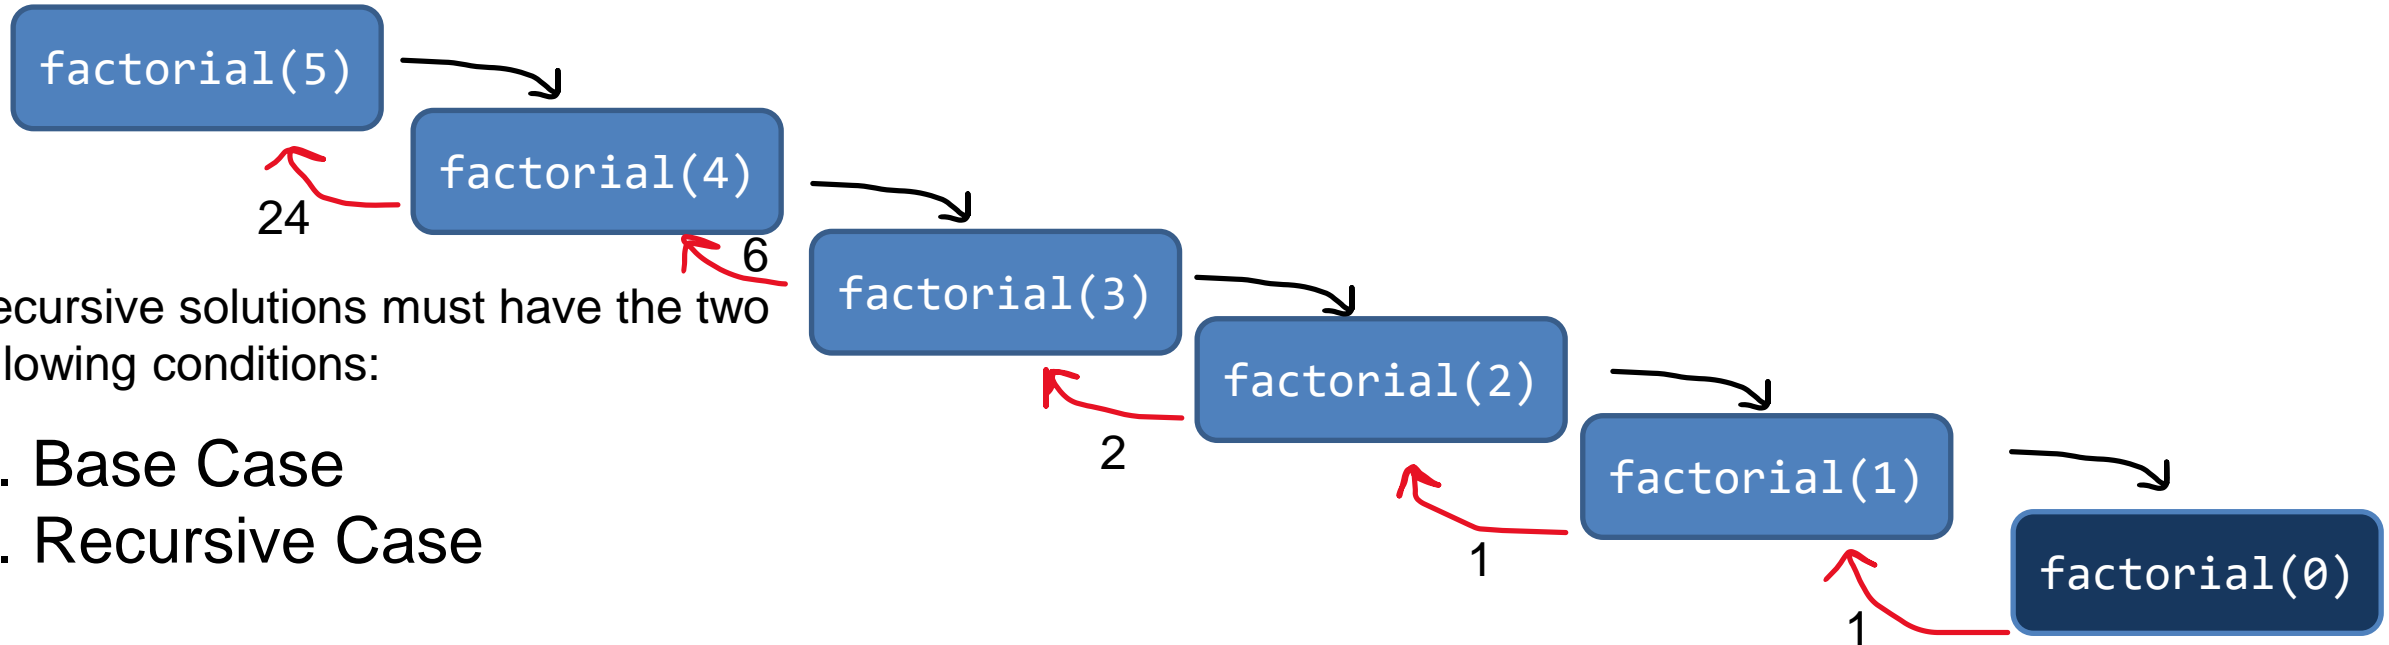 factorial(5)
factorial(4)
24
6
factorial(3)
ecursive solutions must have the two
lowing conditions:
factorial(2)
2
. Base Case
factorial(1)
. Recursive Case
1
factorial(0)
1